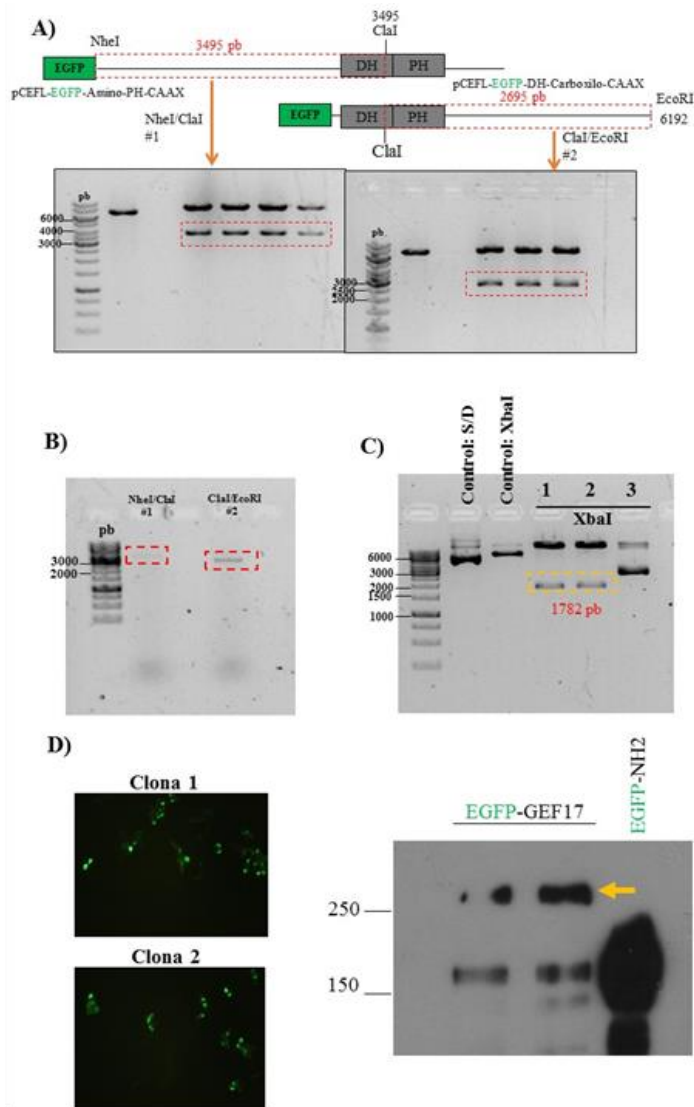 A)
NheI
3495
ClaI
3495 pb
EGFP
DH
PH
pCEFL-EGFP-Amino-PH-CAAX
pCEFL-EGFP-DH-Carboxilo-CAAX
2695 pb
EcoRI
6192
EGFP
DH
PH
NheI/ClaI
#1
ClaI
ClaI/EcoRI
#2
pb
6000
4000
3000
pb
3000
2000
B)
NheI/ClaI
#1
ClaI/EcoRI
#2
pb
3000
2000
C)
Control: S/D
Control: XbaI
1 2 3
XbaI
6000
3000
2000
1500
1000
1782 pb
D)
Clona 1
Clona 2
EGFP-GEF17
EGFP-NH2
250
150